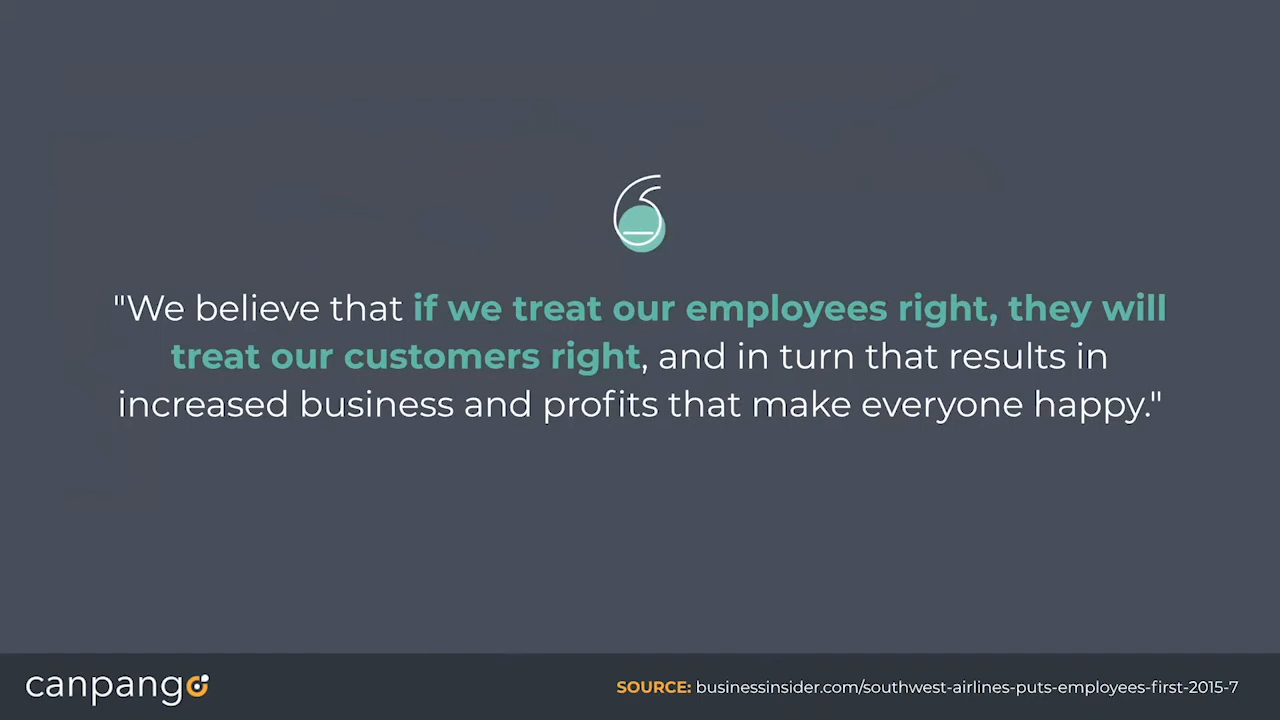 "We believe that if we treat our employees right, they will
treat our customers right, and in turn that results in
increased business and profits that make everyone happy."
canpango
SOURCE: businessinsider.com/southwest-airlines-puts-employees-first-2015-7